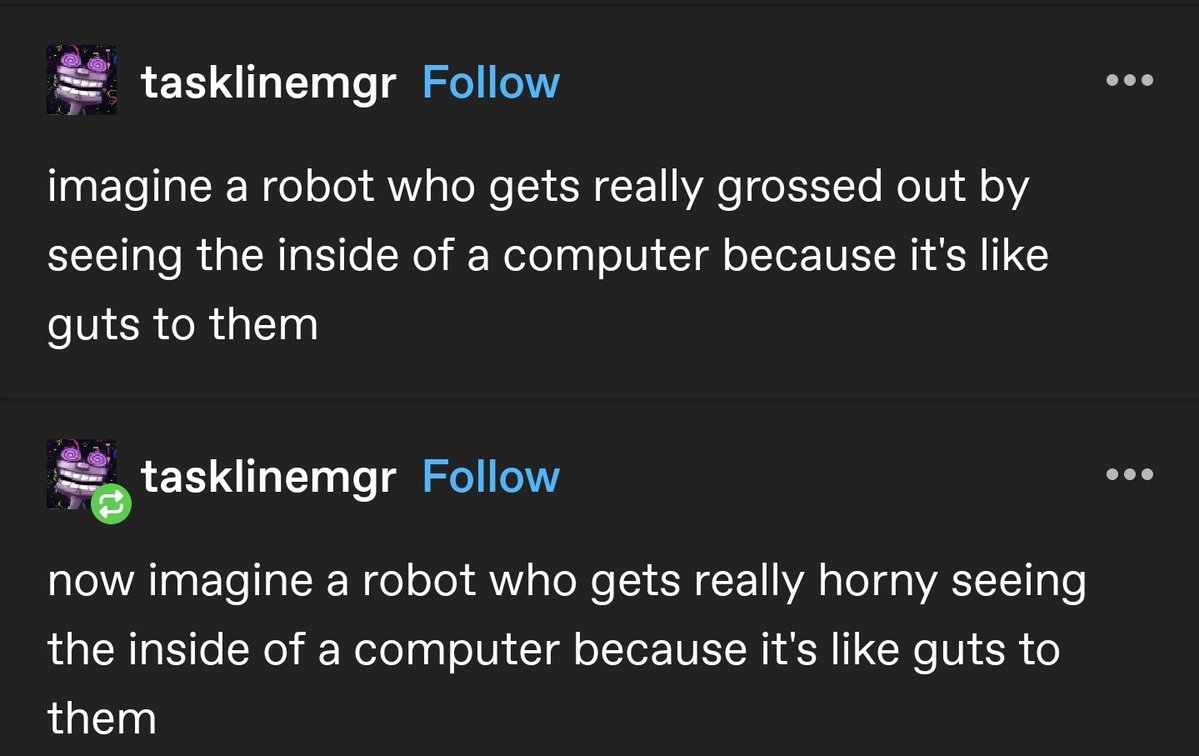 tasklinemgr Follow
imagine a robot who gets really grossed out by
seeing the inside of a computer because it's like
guts to them
tasklinemgr Follow
now imagine a robot who gets really horny seeing
the inside of a computer because it's like guts to
them